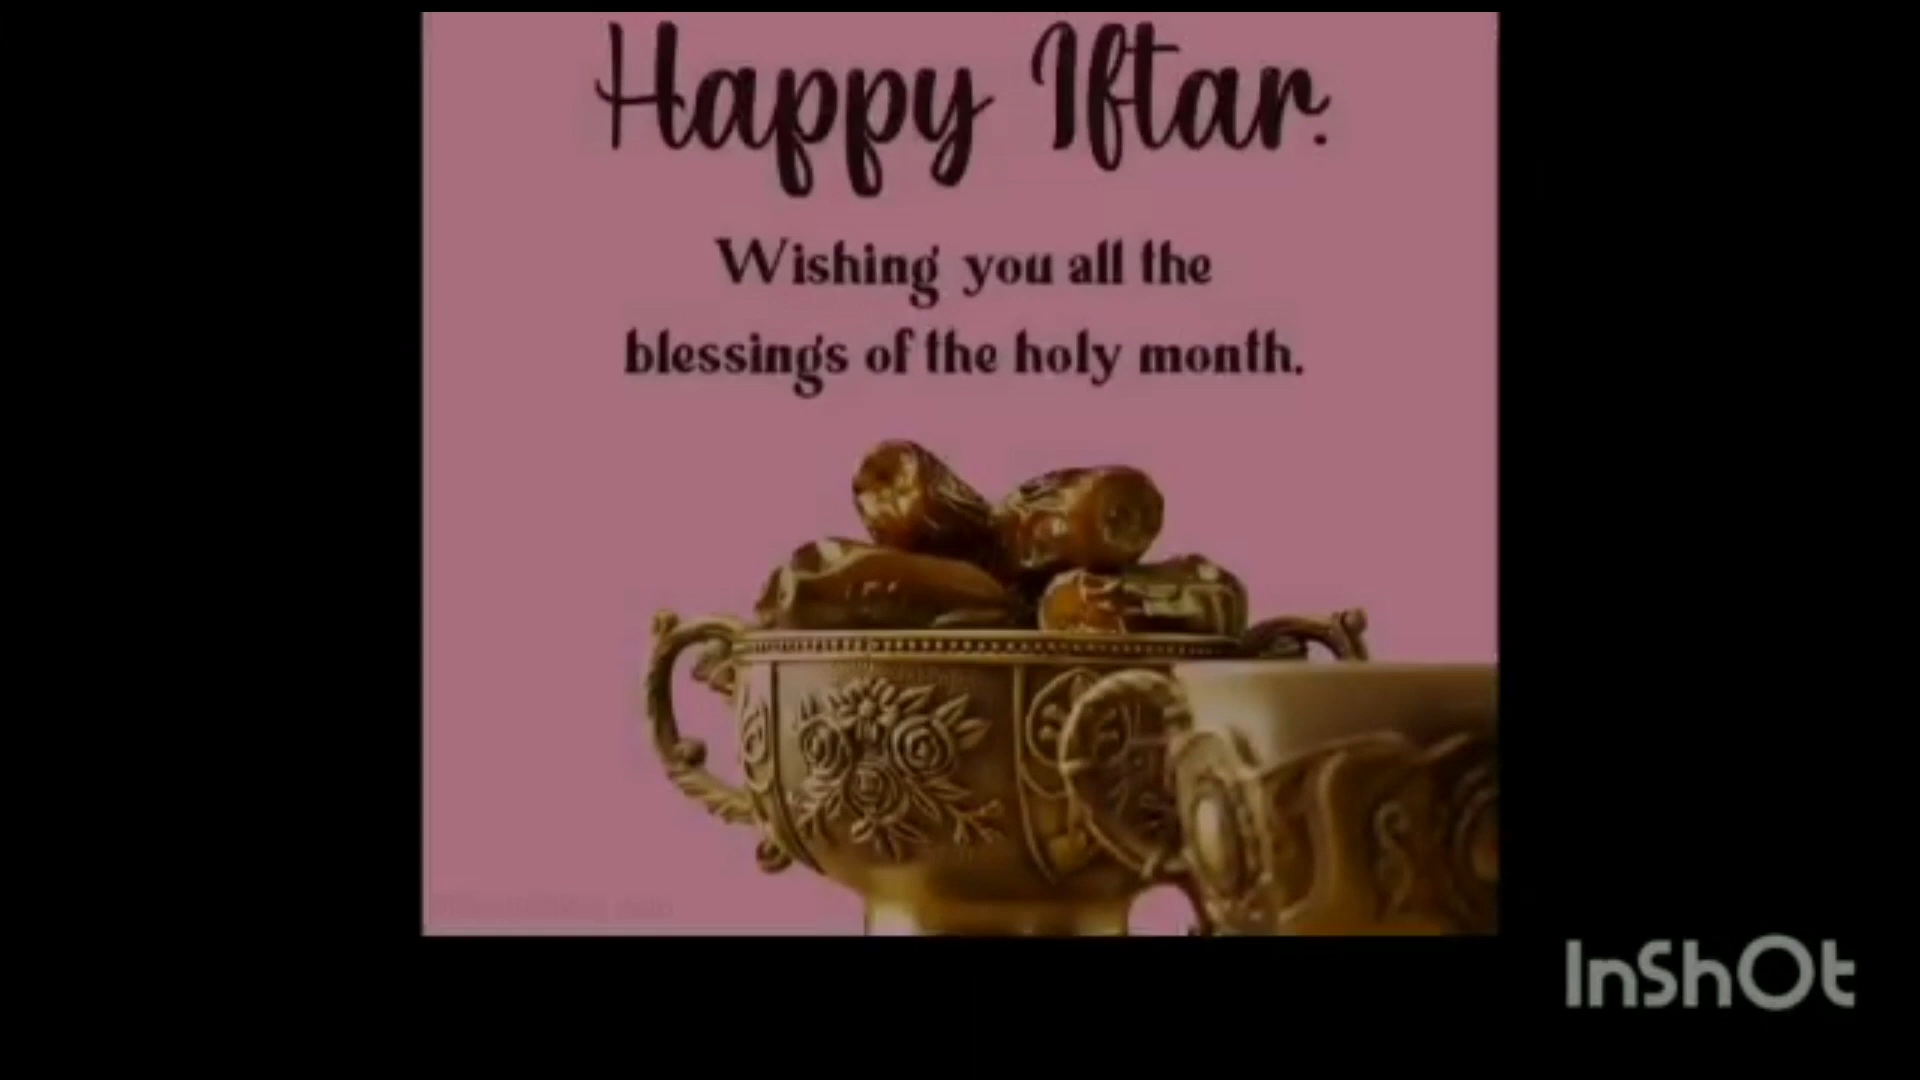 Happy Iftar.
Wishing you all the
blessings of the holy month.
InShOt